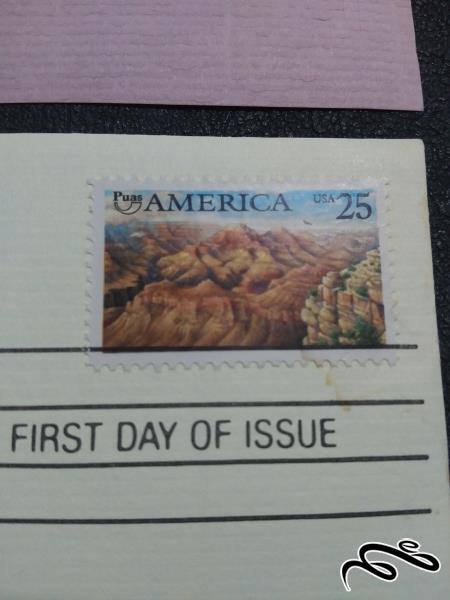 Puas AMERICA USA 25
FIRST DAY OF ISSUE